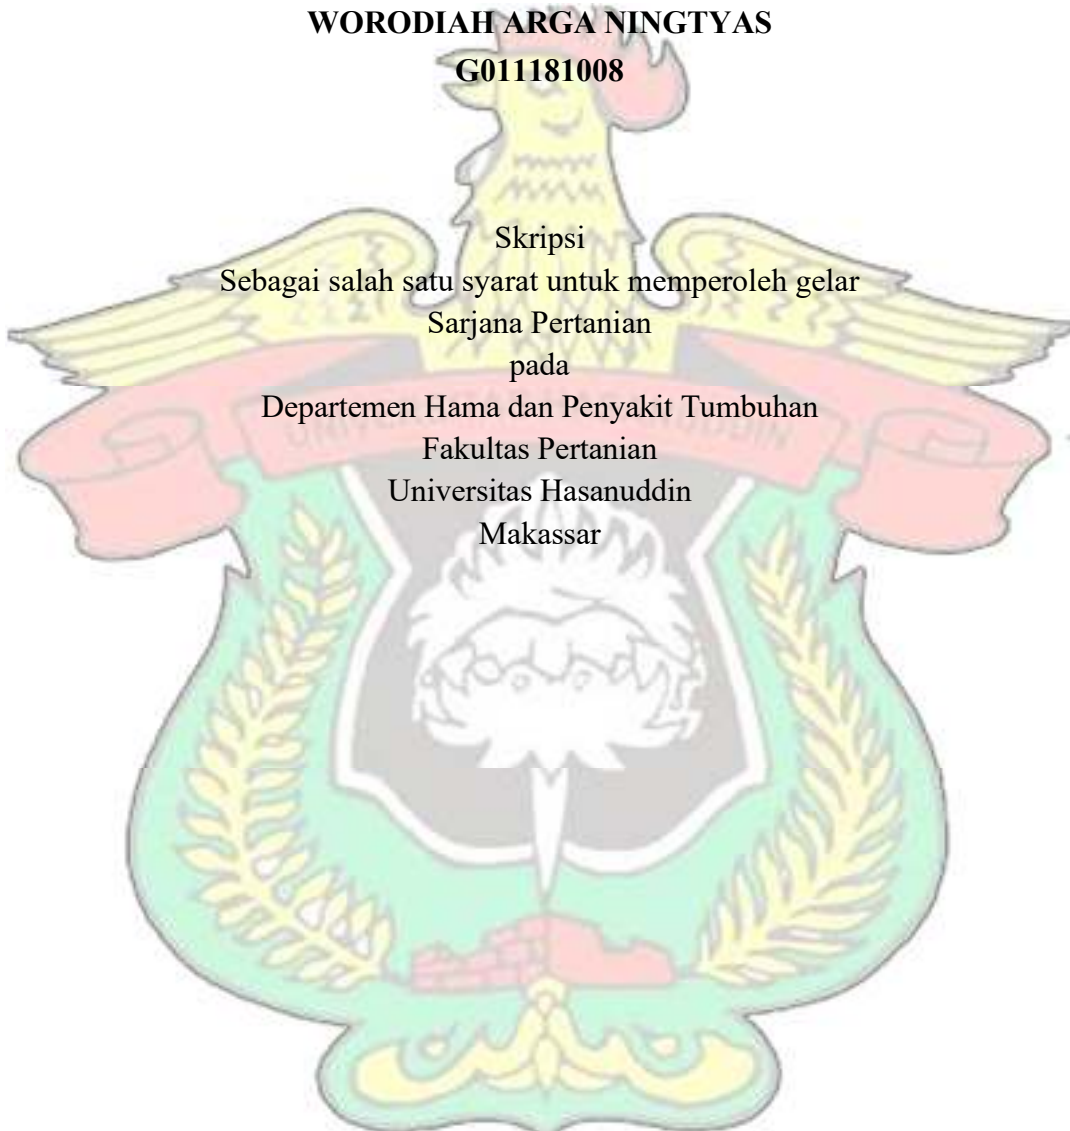 WORODIAH ARGA NINGTYAS
G011181008
Skripsi
Sebagai salah satu syarat untuk memperoleh gelar
Sarjana Pertanian
pada
Departemen Hama dan Penyakit Tumbuhan
Fakultas Pertanian
Universitas Hasanuddin
Makassar